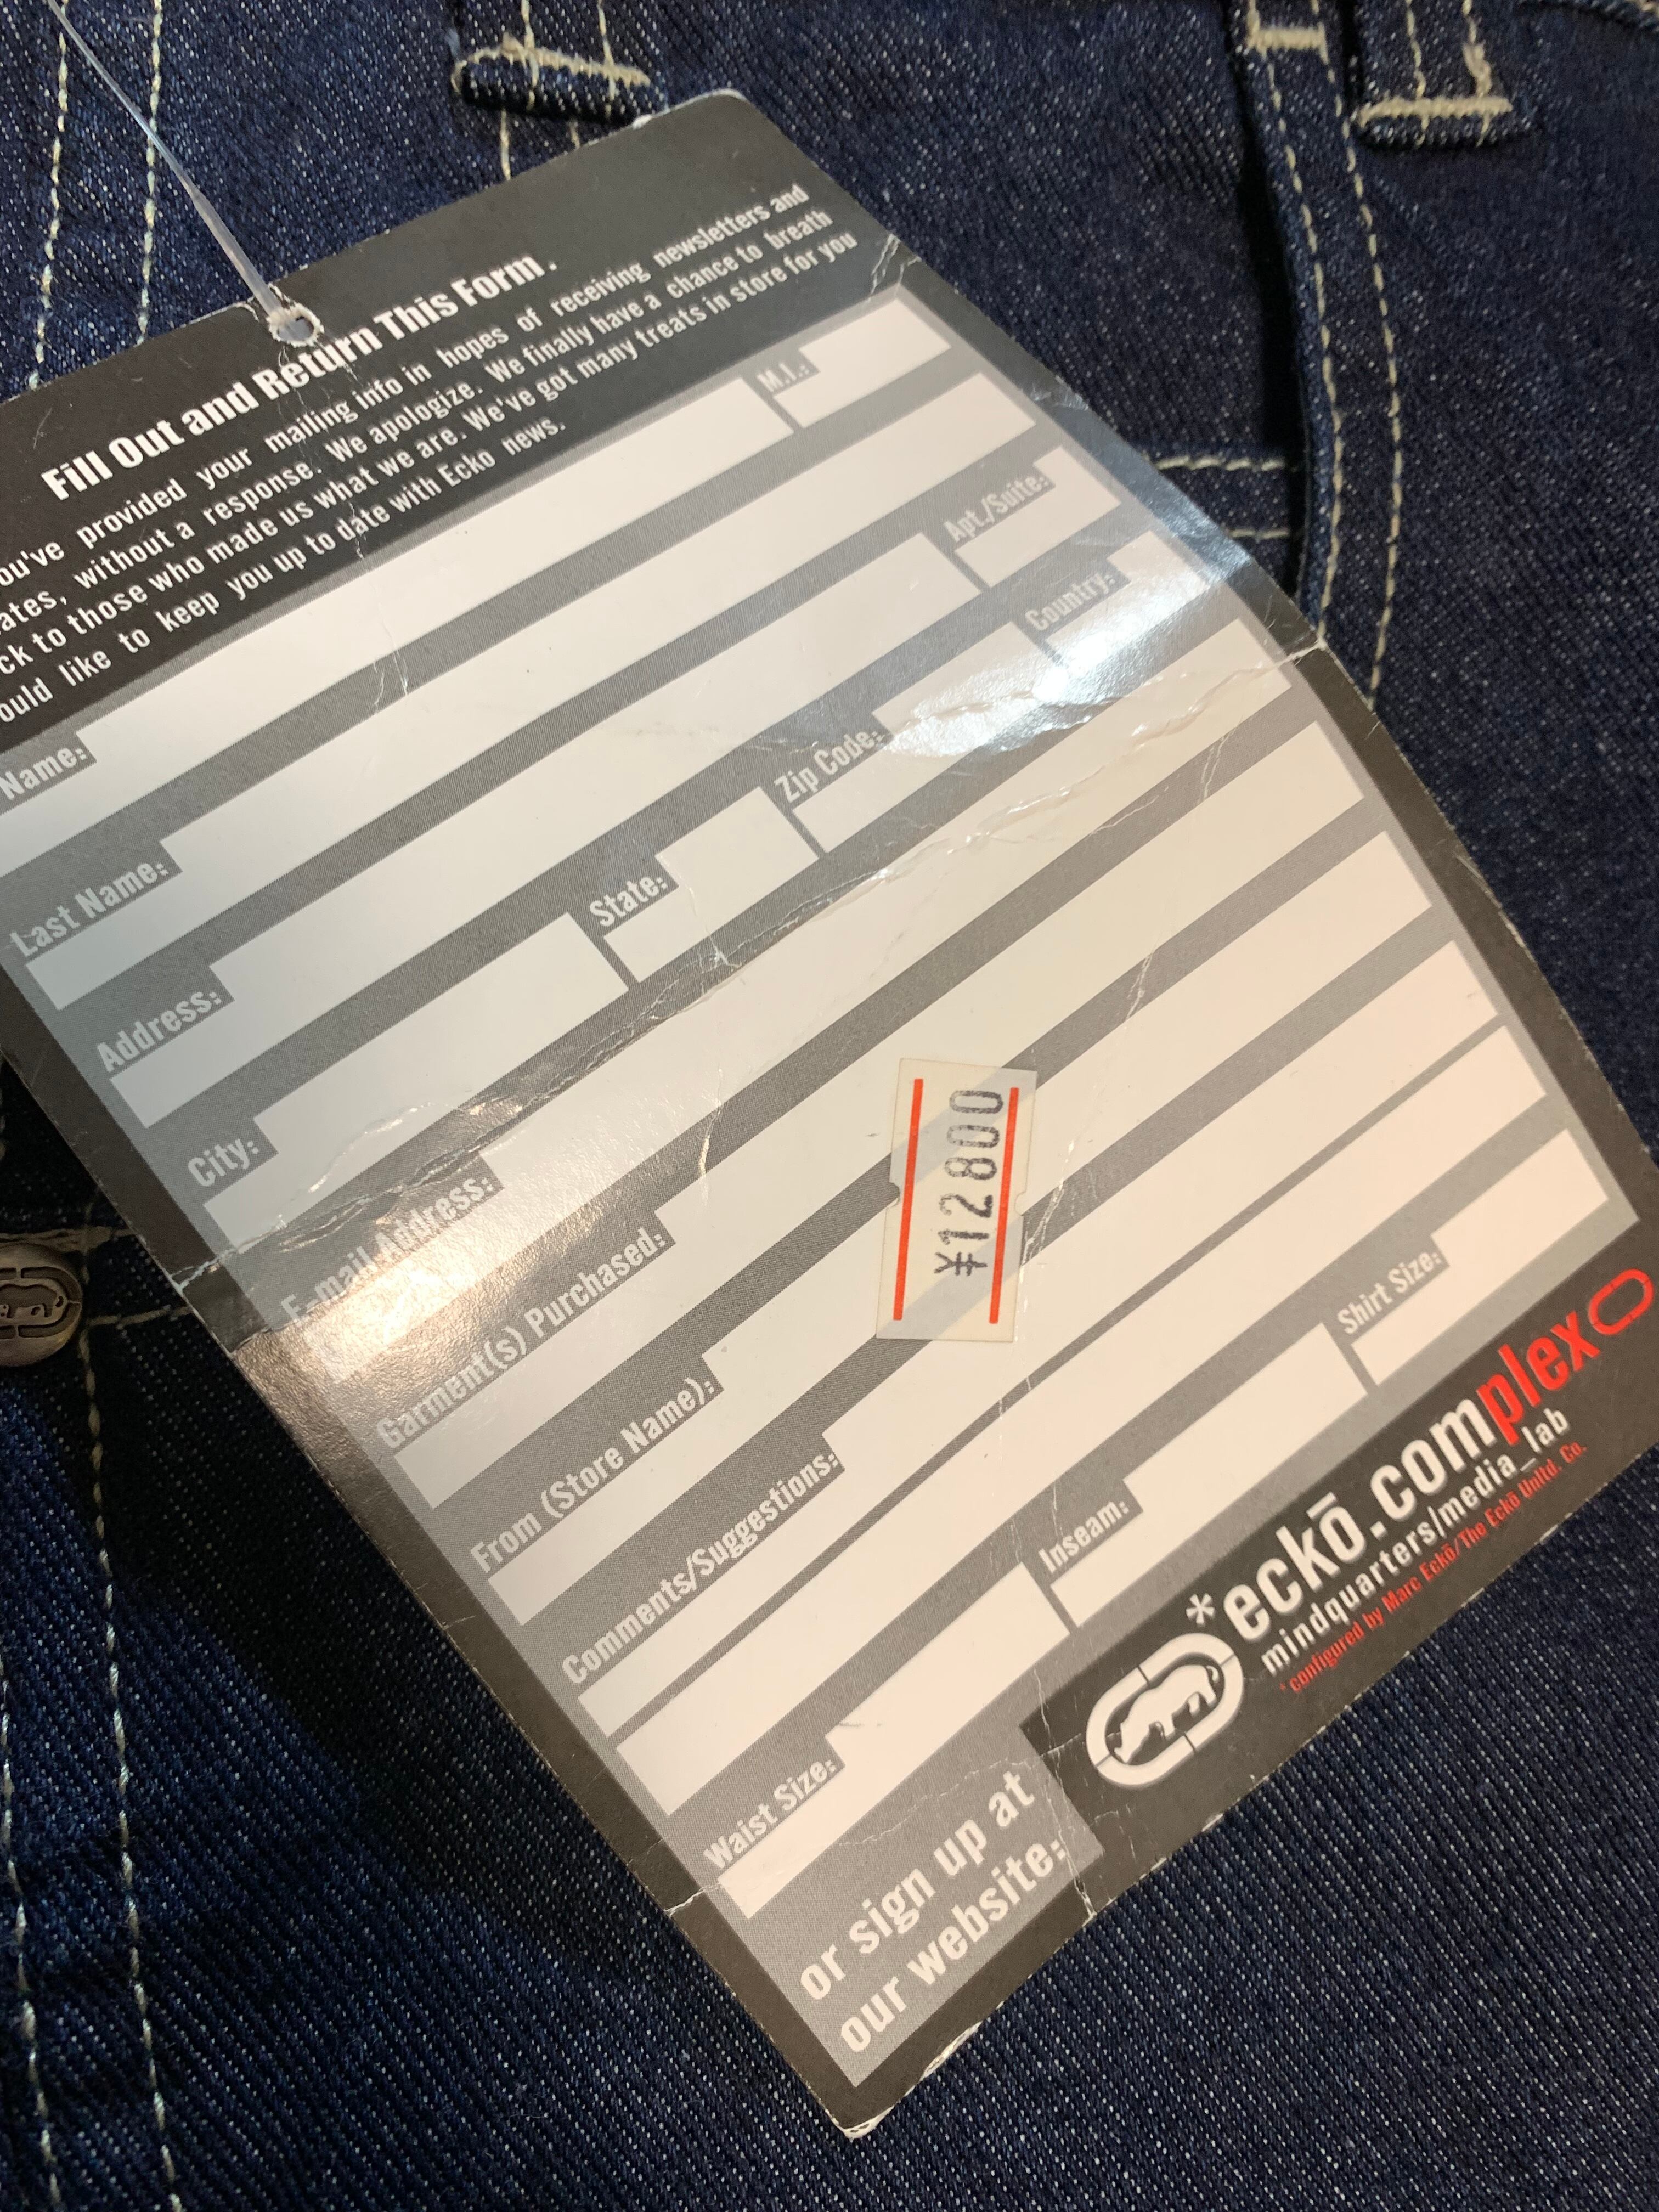 Fill Out and Return This Form.
ou've provided your mailing info in hopes of receiving newsletters and
ates, without a response. We apologize. We finally have a chance to breath
ck to those who made us what we are. We've got many treats in store for you
ould like to keep you up to date with Ecko news.
Name:
M.I.:
Last Name:
Address:
Apt./Suite:
City:
State:
Zip Code:
Country:
E-mail Address:
Garment(s) Purchased:
From (Store Name):
Comments/Suggestions:
¥12800
Waist Size:
Inseam:
Shirt Size:
or sign up at
our website:
*eckō.complex
mindquarters/media_lab
*configured by Marc Eckō/The Eckō Unltd. Co.